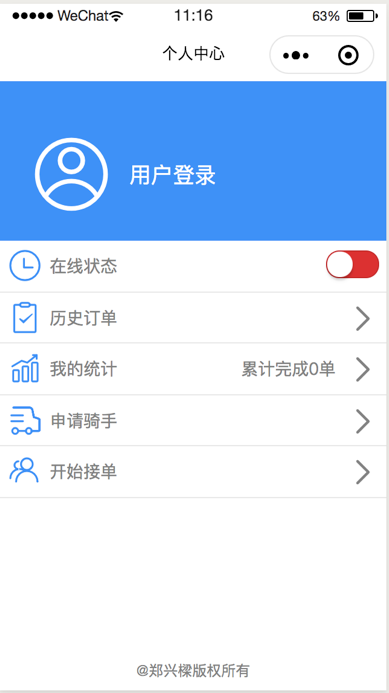 WeChat 11:16 63%
个人中心
用户登录
在线状态
历史订单
我的统计 累计完成0单
申请骑手
开始接单
@郑兴樑版权所有